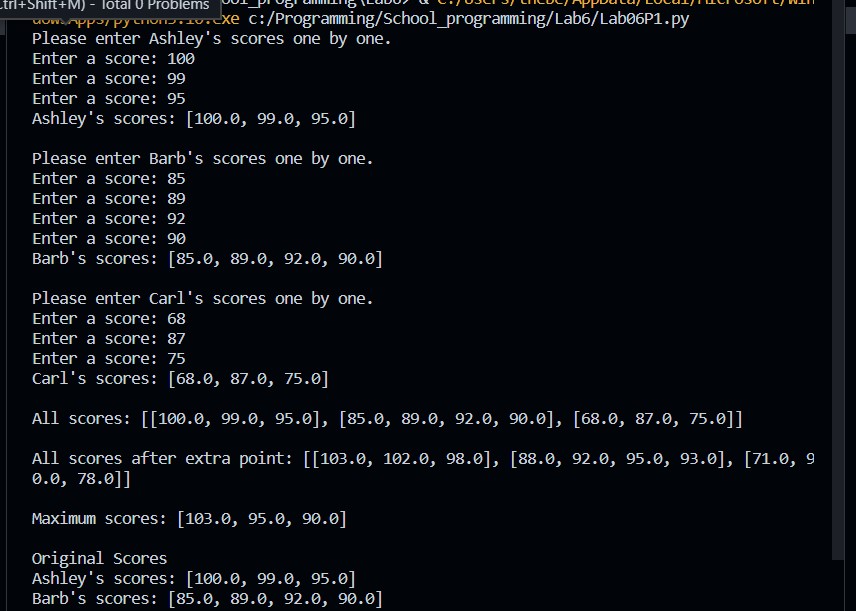 trl+Shift+M) - Total 0 Problems
ool_programming\Lab6> & C:/Users/thebc/AppData/Local/Microsoft/Win
dowsApps/python3.10.exe c:/Programming/School_programming/Lab6/Lab06P1.py
Please enter Ashley's scores one by one.
Enter a score: 100
Enter a score: 99
Enter a score: 95
Ashley's scores: [100.0, 99.0, 95.0]
Please enter Barb's scores one by one.
Enter a score: 85
Enter a score: 89
Enter a score: 92
Enter a score: 90
Barb's scores: [85.0, 89.0, 92.0, 90.0]
Please enter Carl's scores one by one.
Enter a score: 68
Enter a score: 87
Enter a score: 75
Carl's scores: [68.0, 87.0, 75.0]
All scores: [[100.0, 99.0, 95.0], [85.0, 89.0, 92.0, 90.0], [68.0, 87.0, 75.0]]
All scores after extra point: [[103.0, 102.0, 98.0], [88.0, 92.0, 95.0, 93.0], [71.0, 9
0.0, 78.0]]
Maximum scores: [103.0, 95.0, 90.0]
Original Scores
Ashley's scores: [100.0, 99.0, 95.0]
Barb's scores: [85.0, 89.0, 92.0, 90.0]